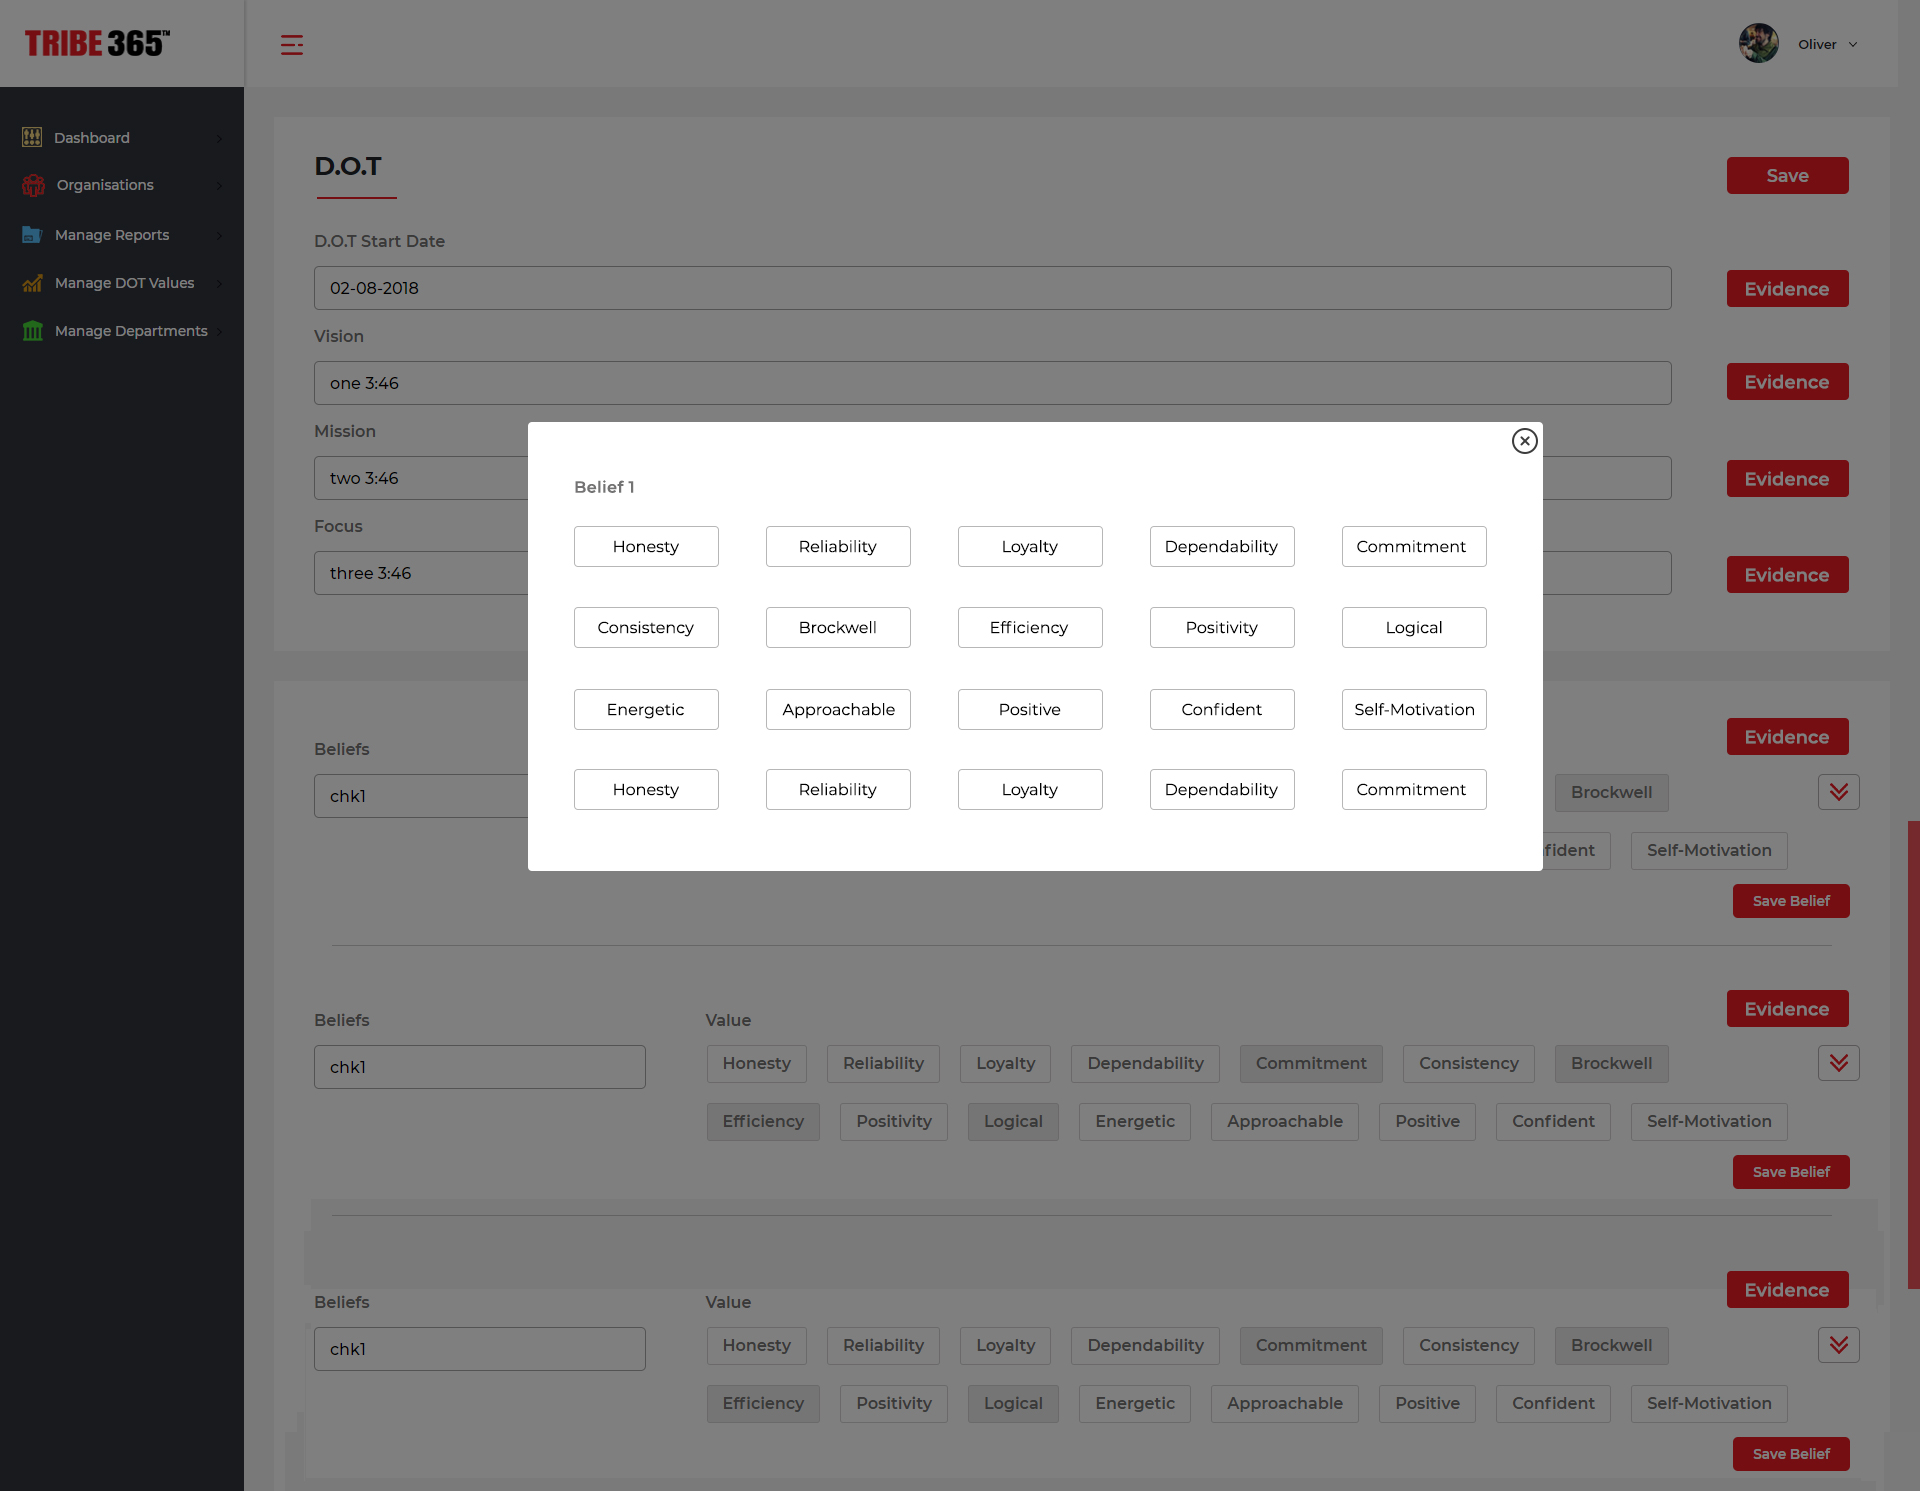 TRIBE 365™
Oliver
Dashboard
Organisations
Manage Reports
Manage DOT Values
Manage Departments
D.O.T
Save
D.O.T Start Date
02-08-2018
Evidence
Vision
one 3:46
Evidence
Mission
two 3:46
Evidence
Focus
three 3:46
Evidence
Belief 1
Honesty Reliability Loyalty Dependability Commitment
Consistency Brockwell Efficiency Positivity Logical
Energetic Approachable Positive Confident Self-Motivation
Honesty Reliability Loyalty Dependability Commitment
Evidence
Beliefs
chk1
Brockwell
fident Self-Motivation
Save Belief
Evidence
Beliefs Value
chk1
Honesty Reliability Loyalty Dependability Commitment Consistency Brockwell
Efficiency Positivity Logical Energetic Approachable Positive Confident Self-Motivation
Save Belief
Evidence
Beliefs Value
chk1
Honesty Reliability Loyalty Dependability Commitment Consistency Brockwell
Efficiency Positivity Logical Energetic Approachable Positive Confident Self-Motivation
Save Belief